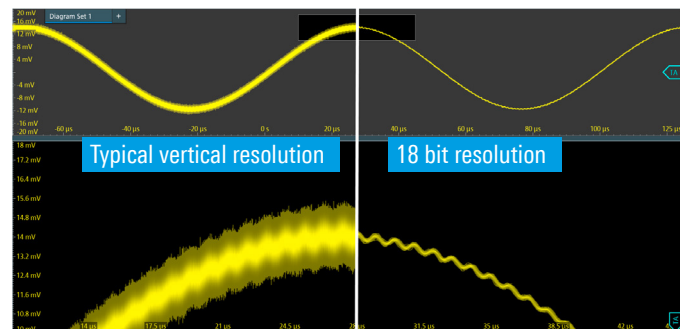 20 mV
Diagram Set 1 +
16 mV
12 mV
8 mV
4 mV
-4 mV
-8 mV
-12 mV
-16 mV
-20 mV
-60 µs -40 µs -20 µs 0 s 20 µs 40 µs 60 µs 80 µs 100 µs 125 µs
1A
Typical vertical resolution
18 bit resolution
18 mV
17.2 mV
16.4 mV
15.6 mV
14.8 mV
14 mV
13.2 mV
12.4 mV
11.6 mV
10.8 mV
10 mV
14 µs 17.5 µs 21 µs 24.5 µs 28 31.5 µs 35 µs 38.5 µs 42 µs
1A